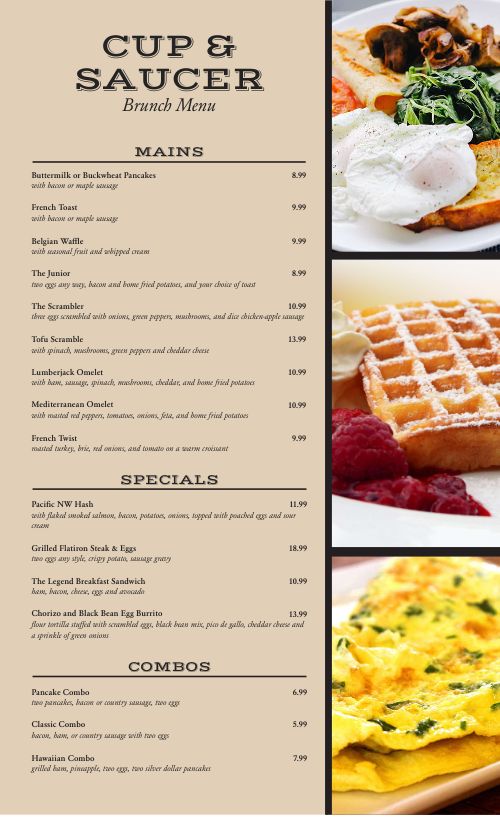 CUP &
SAUCER
Brunch Menu
MAINS
Buttermilk or Buckwheat Pancakes 8.99
with bacon or maple sausage
French Toast 9.99
with bacon or maple sausage
Belgian Waffle 9.99
with seasonal fruit and whipped cream
The Junior 8.99
two eggs any way, bacon and home fried potatoes, and your choice of toast
The Scrambler 10.99
three eggs scrambled with onions, green peppers, mushrooms, and dice chicken-apple sausage
Tofu Scramble 13.99
with spinach, mushrooms, green peppers and cheddar cheese
Lumberjack Omelet 10.99
with ham, sausage, spinach, mushrooms, cheddar, and home fried potatoes
Mediterranean Omelet 10.99
with roasted red peppers, tomatoes, onions, feta, and home fried potatoes
French Twist 9.99
roasted turkey, brie, red onions, and tomato on a warm croissant
SPECIALS
Pacific NW Hash 11.99
with flaked smoked salmon, bacon, potatoes, onions, topped with poached eggs and sour
cream
Grilled Flatiron Steak & Eggs 18.99
two eggs any style, crispy potato, sausage gravy
The Legend Breakfast Sandwich 10.99
ham, bacon, cheese, eggs and avocado
Chorizo and Black Bean Egg Burrito 13.99
flour tortilla stuffed with scrambled eggs, black bean mix, pico de gallo, cheddar cheese and
a sprinkle of green onions
COMBOS
Pancake Combo 6.99
two pancakes, bacon or country sausage, two eggs
Classic Combo 5.99
bacon, ham, or country sausage with two eggs
Hawaiian Combo 7.99
grilled ham, pineapple, two eggs, two silver dollar pancakes